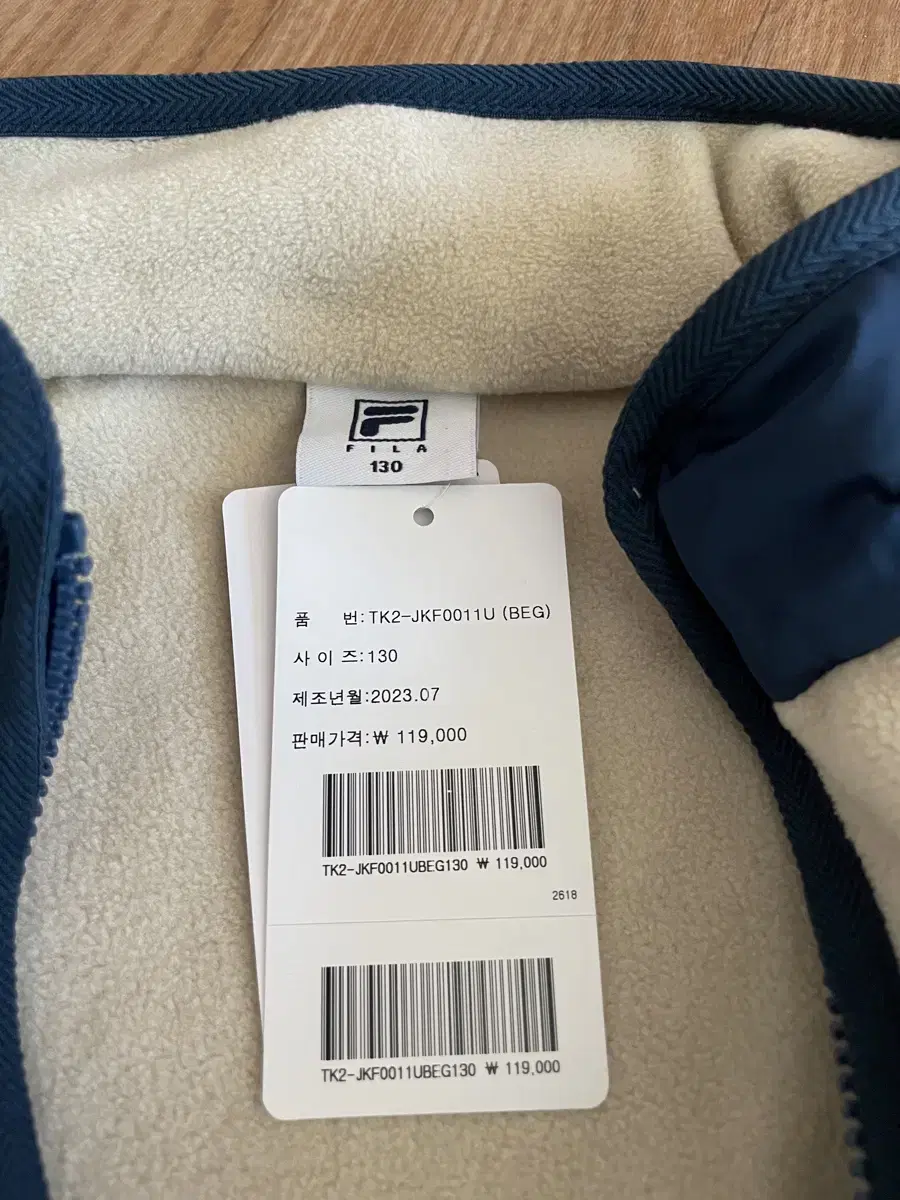 FILA
130
품 번: TK2-JKF0011U (BEG)
사 이 즈:130
제조년월:2023.07
판매가격:₩ 119,000
TK2-JKF0011UBEG130 ₩ 119,000
2618
TK2-JKF0011UBEG130 ₩ 119,000